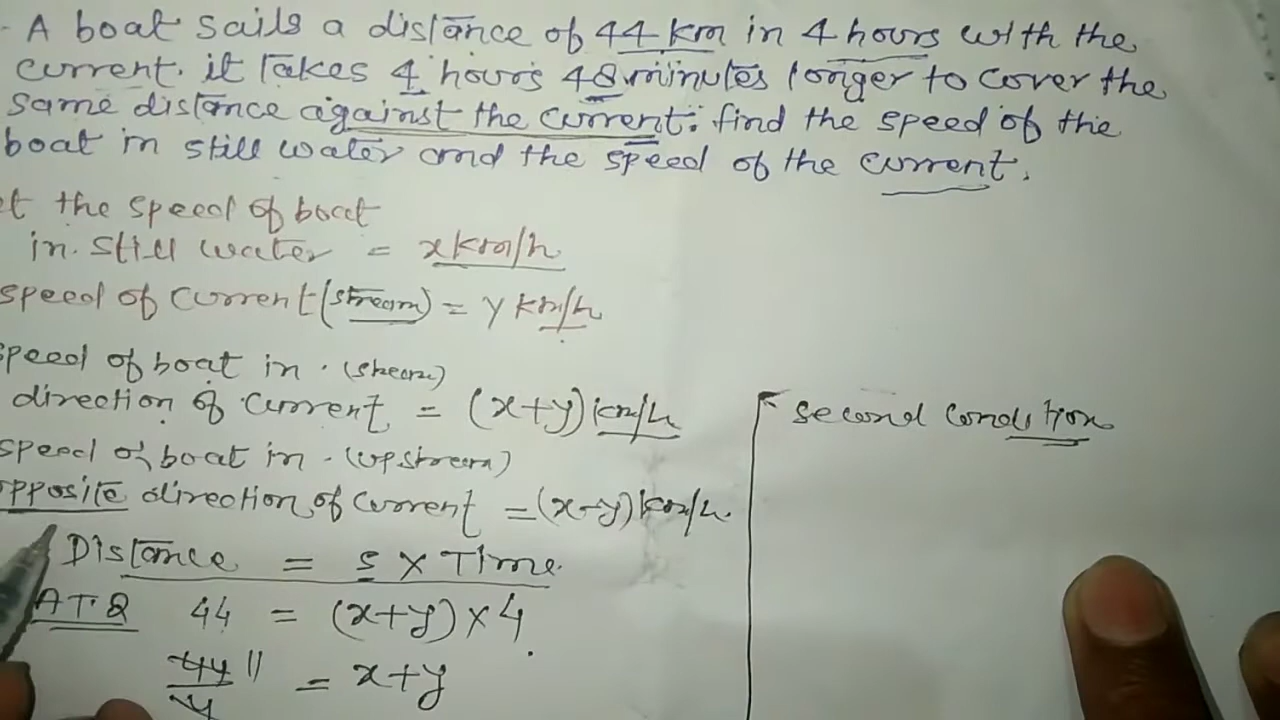 A boat sails a distance of 44 km in 4 hours with the
current. it takes 4 hours 48 minutes longer to cover the
same distance against the current. find the speed of the
boat in still water and the speed of the current.
et the speed of boat
in still water = x km/h
speed of current (stream) = y km/h
speed of boat in (stream)
direction of current = (x+y) km/h
speed of boat in (upstream)
opposite direction of current = (x-y) km/h.
Distance = S X Time
A.T.Q 44 = (x+y) X 4
44 11
4
= x+y
second condition